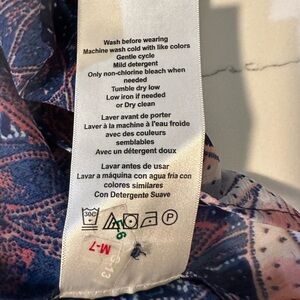 Wash before wearing
Machine wash cold with like colors
Gentle cycle
Mild detergent
Only non-chlorine bleach when
needed
Tumble dry low
Low iron if needed
or Dry clean
Laver avant de porter
Laver à la machine à l'eau froide
avec des couleurs
semblables
Avec un détergent doux
Lavar antes de usar
Lavar a máquina con agua fria con
colores similares
Con Detergente Suave
30C
P
M-7